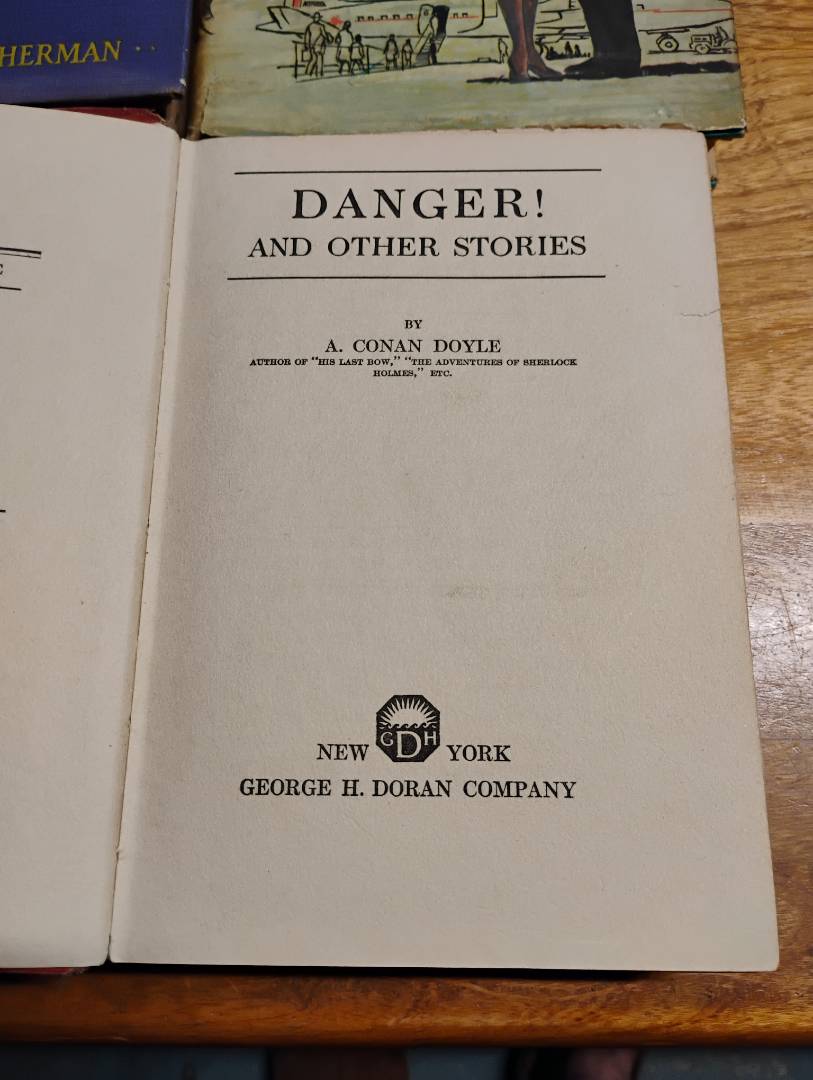 HERMAN ··
DANGER!
AND OTHER STORIES
BY
A. CONAN DOYLE
AUTHOR OF "HIS LAST BOW," "THE ADVENTURES OF SHERLOCK
HOLMES," ETC.
GDH
NEW YORK
GEORGE H. DORAN COMPANY